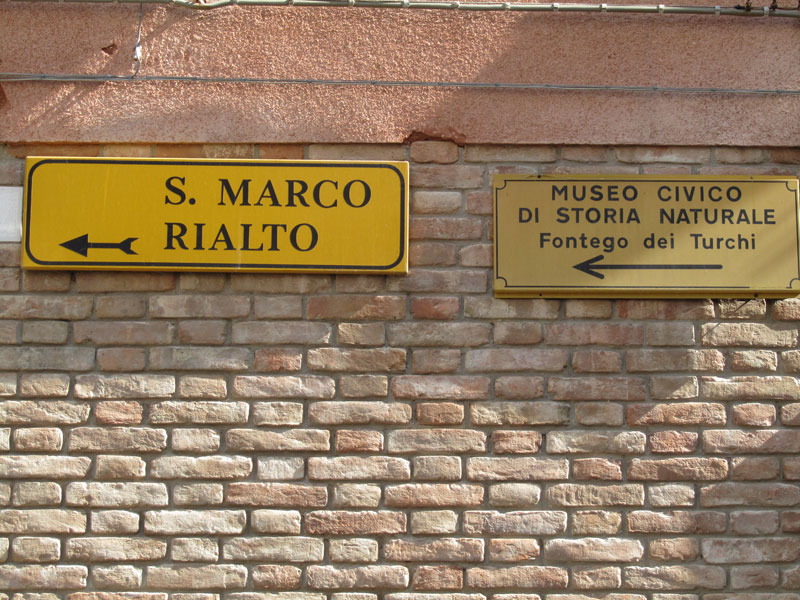 S. MARCO
RIALTO
MUSEO CIVICO
DI STORIA NATURALE
Fontego dei Turchi